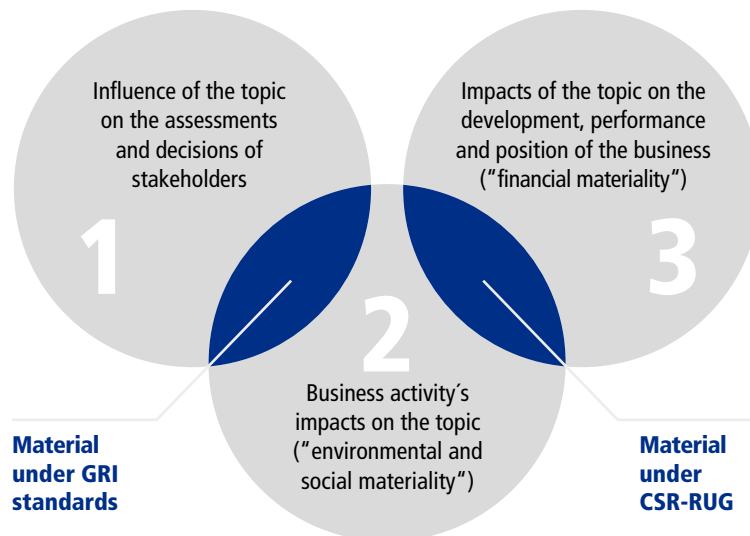 Influence of the topic
on the assessments
and decisions of
stakeholders
1
Impacts of the topic on the
development, performance
and position of the business
("financial materiality“)
3
2
Business activity´s
impacts on the topic
("environmental and
social materiality“)
Material
under GRI
standards
Material
under
CSR-RUG